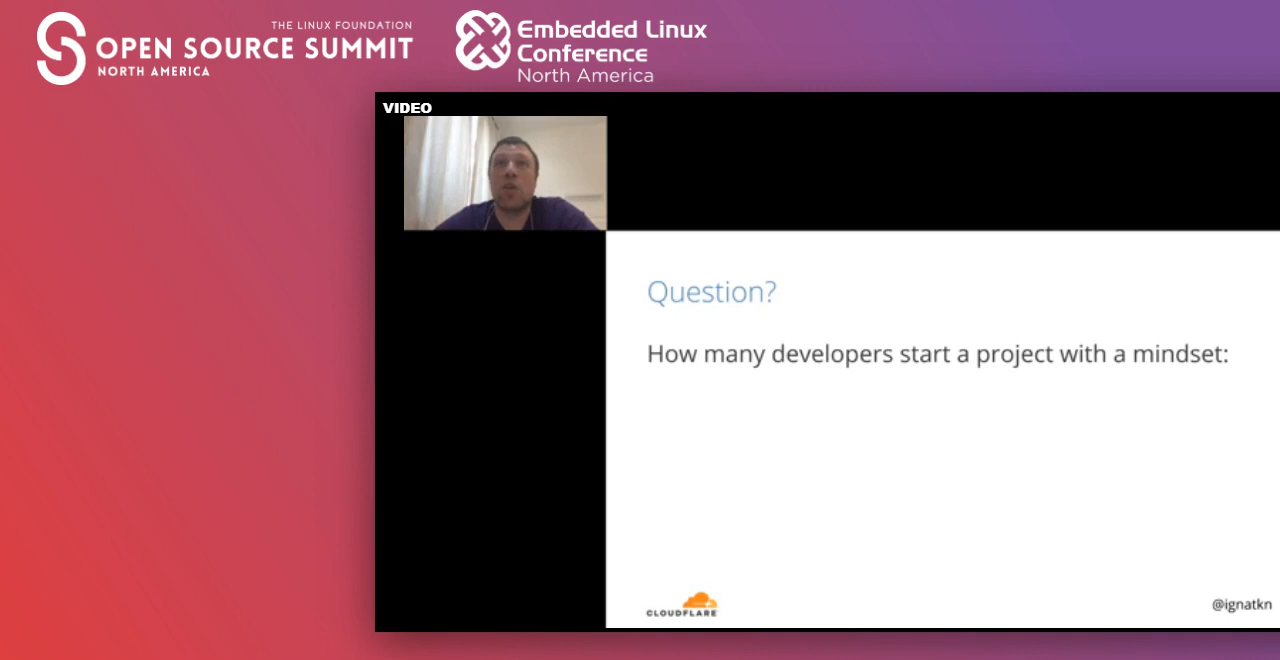 THE LINUX FOUNDATION
OPEN SOURCE SUMMIT
NORTH AMERICA
Embedded Linux
Conference
North America
VIDEO
Question?
How many developers start a project with a mindset:
CLOUDFLARE
@ignatkn